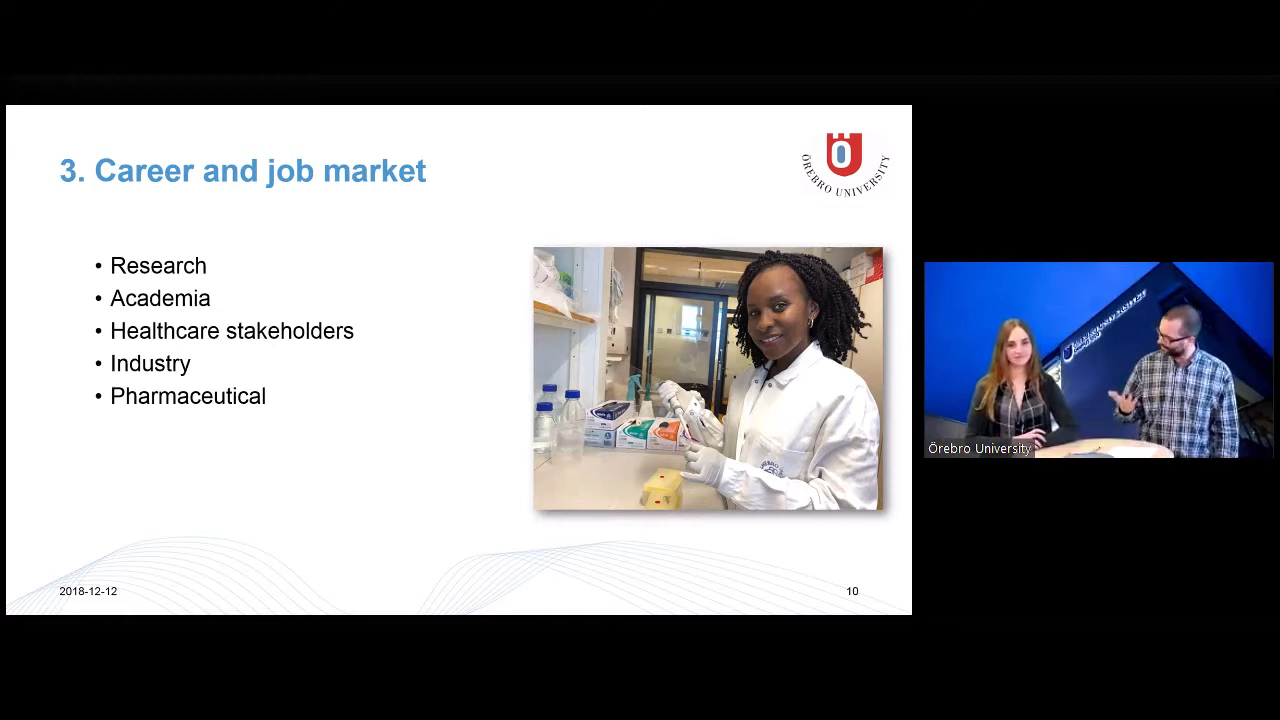 3. Career and job market
ÖREBRO UNIVERSITY
• Research
• Academia
• Healthcare stakeholders
• Industry
• Pharmaceutical
2018-12-12
10
Örebro University